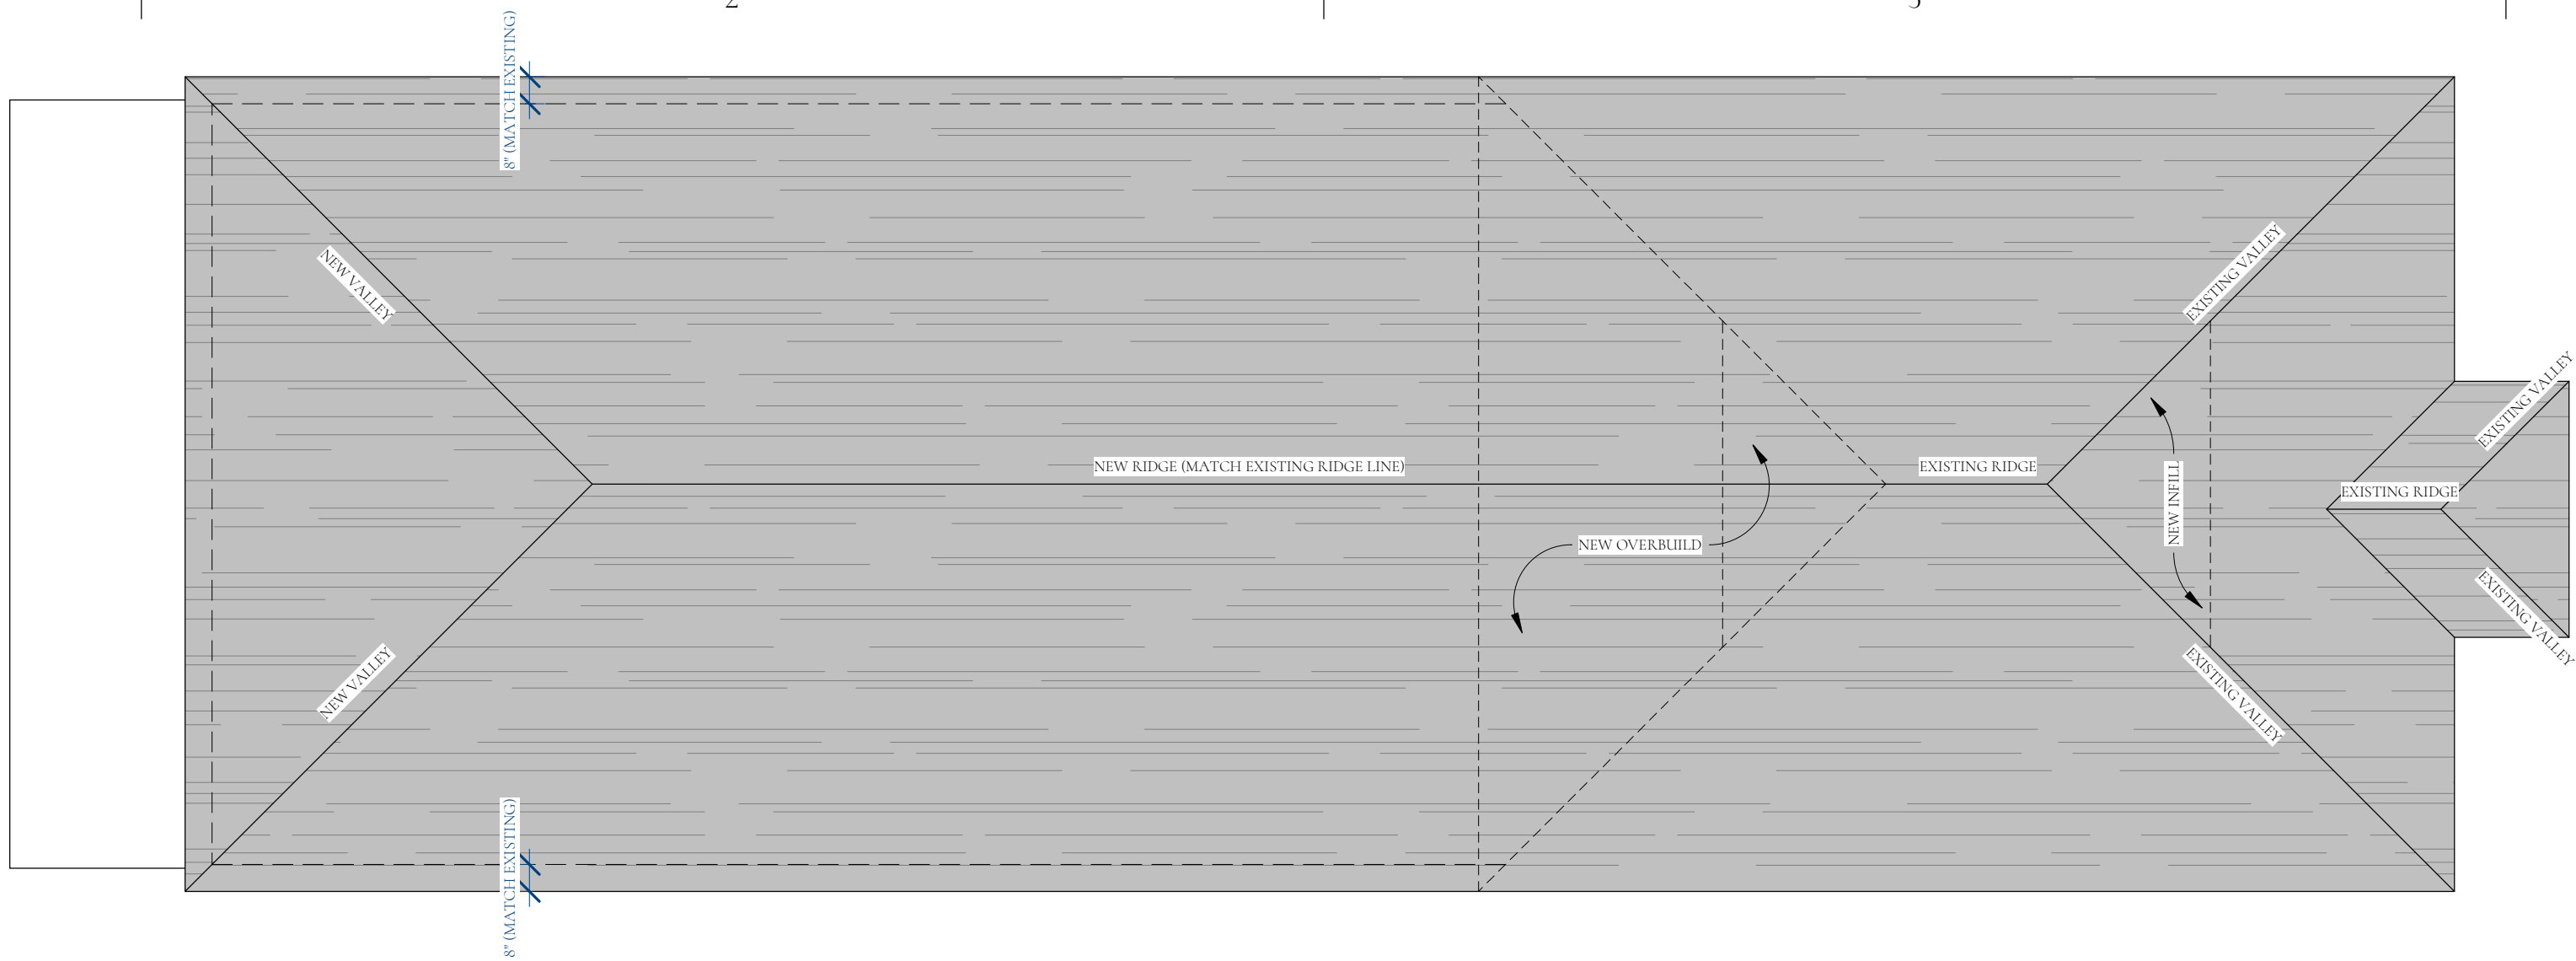 8" (MATCH EXISTING)
NEW VALLEY
EXISTING VALLEY
EXISTING VALLEY
NEW RIDGE (MATCH EXISTING RIDGE LINE)
EXISTING RIDGE
EXISTING RIDGE
NEW INFILL
NEW OVERBUILD
NEW VALLEY
EXISTING VALLEY
EXISTING VALLEY
8" (MATCH EXISTING)